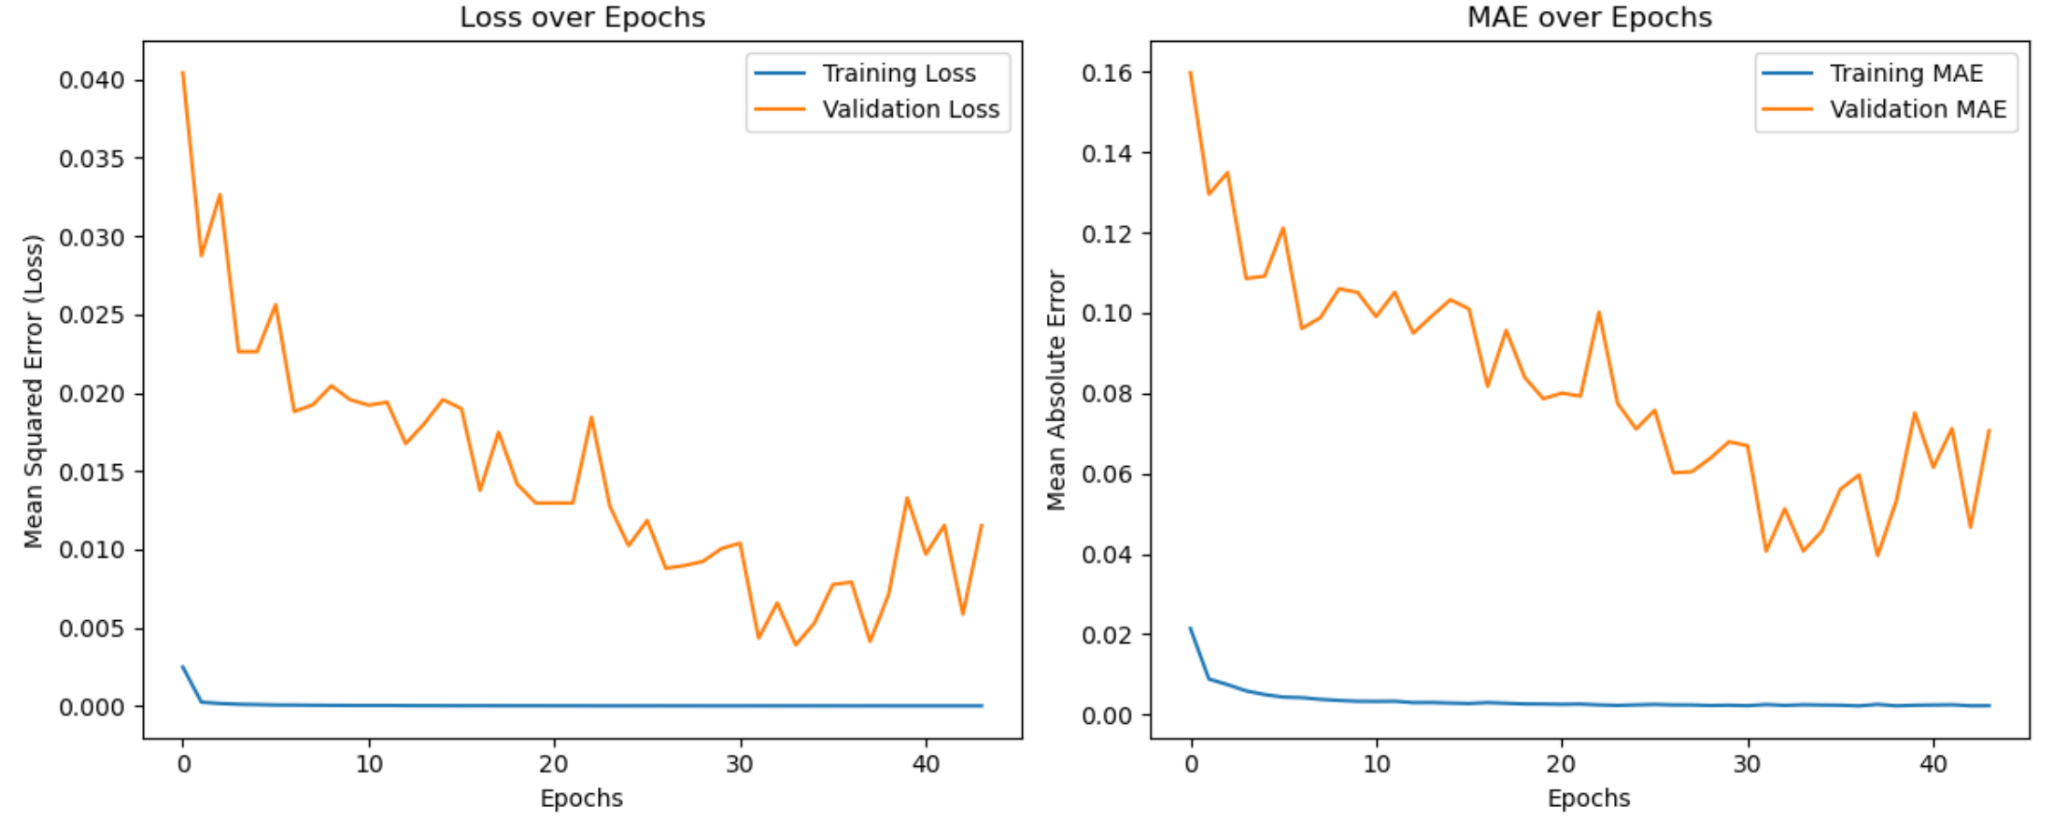 Loss over Epochs
Mean Squared Error (Loss)
0.040
0.035
0.030
0.025
0.020
0.015
0.010
0.005
0.000
Training Loss
Validation Loss
0 10 20 30 40
Epochs
MAE over Epochs
Mean Absolute Error
0.16
0.14
0.12
0.10
0.08
0.06
0.04
0.02
0.00
Training MAE
Validation MAE
0 10 20 30 40
Epochs